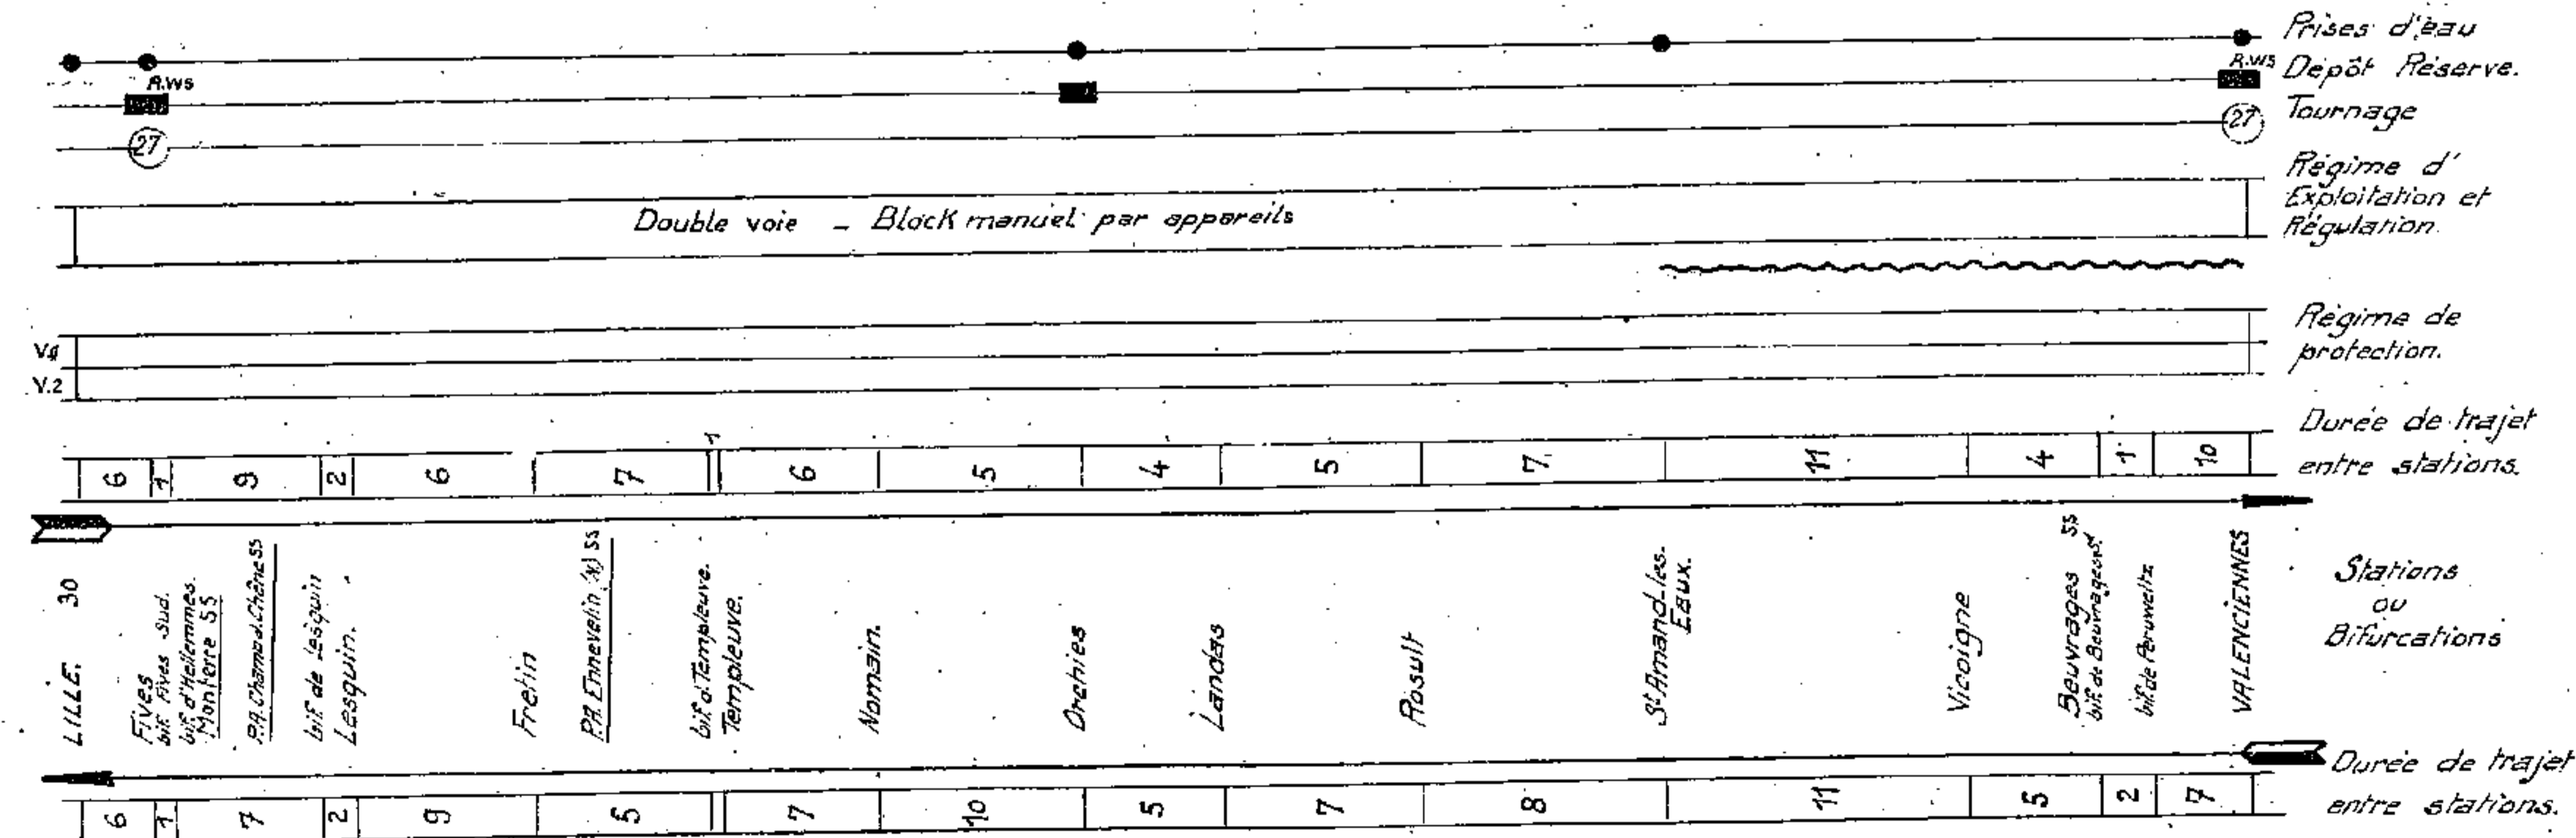 Prises d'eau
R.WS
R.WS
Dépôt Réserve.
27
27
Tournage
Régime d'
Exploitation et
Régulation.
Double voie - Block manuel par appareils
V1
V.2
Régime de
protection.
Durée de trajet
entre stations.
6 1 9 2 6 7 1 6 5 4 5 7 11 4 1 10
LILLE. 30
Fives
bif. Fives Sud.
bif. d'Hellemmes.
Monterre SS
P.A. Champ.d.Chêne SS
bif. de Lesquin
Lesquin.
Fretin
P.A. Ennevelin (N) SS
bif. d. Templeuve.
Templeuve.
Nomain.
Orchies
Landas
Rosult
St Amand-les-
Eaux.
Vicoigne
Beuvrages SS
bif. de Beuvrages
bif. de Peruweltz
VALENCIENNES
Stations
ou
Bifurcations
Durée de trajet
entre stations.
6 1 7 2 9 5 7 10 5 7 8 11 5 2 7